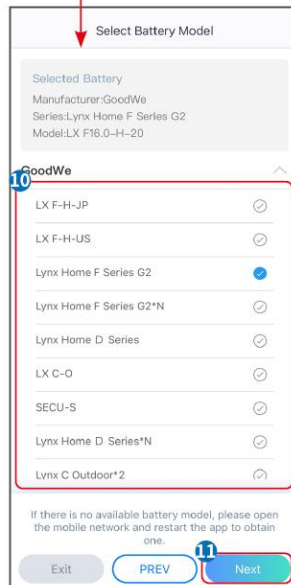 Select Battery Model
Selected Battery
Manufacturer:GoodWe
Series:Lynx Home F Series G2
Model:LX F16.0-H-20
GoodWe
10
LX F-H-JP
LX F-H-US
Lynx Home F Series G2
Lynx Home F Series G2*N
Lynx Home D Series
LX C-O
SECU-S
Lynx Home D Series*N
Lynx C Outdoor*2
If there is no available battery model, please open
the mobile network and restart the app to obtain
one.
11
Exit PREV Next